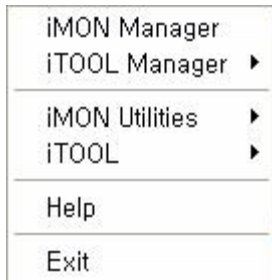 iMON Manager
iTOOL Manager
iMON Utilities
iTOOL
Help
Exit